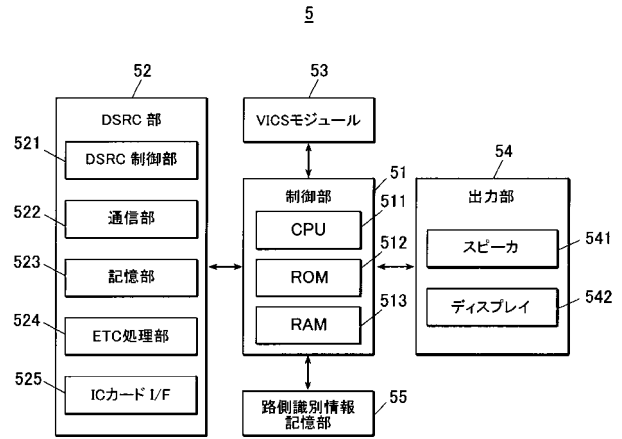 5
52
DSRC 部
521
DSRC 制御部
522
通信部
523
記憶部
524
ETC処理部
525
ICカード I/F
53
VICSモジュール
51
制御部
511
CPU
512
ROM
513
RAM
54
出力部
スピーカ
541
ディスプレイ
542
路側識別情報
記憶部
55